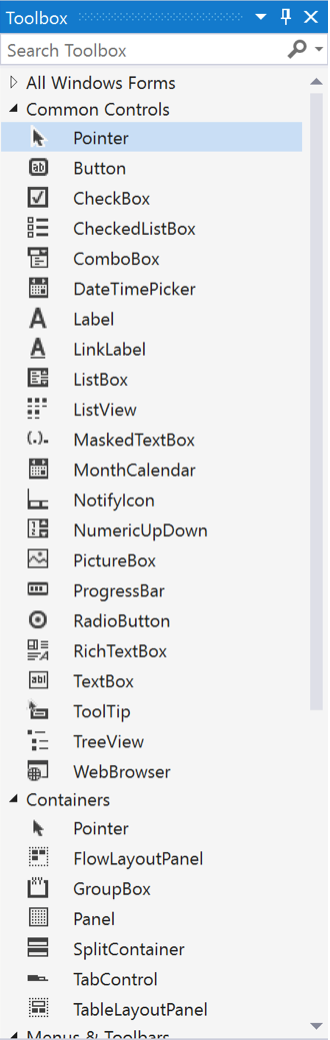 Toolbox
Search Toolbox
All Windows Forms
Common Controls
Pointer
Button
CheckBox
CheckedListBox
ComboBox
DateTimePicker
Label
LinkLabel
ListBox
ListView
MaskedTextBox
MonthCalendar
NotifyIcon
NumericUpDown
PictureBox
ProgressBar
RadioButton
RichTextBox
TextBox
ToolTip
TreeView
WebBrowser
Containers
Pointer
FlowLayoutPanel
GroupBox
Panel
SplitContainer
TabControl
TableLayoutPanel
Menus & Toolbars